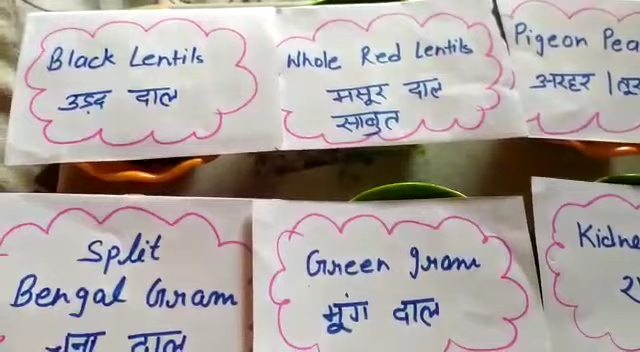 Black Lentils
उड़द दाल
Whole Red Lentils
मसूर दाल
साबुत
Pigeon Pea
अरहर |
Split
Bengal Gram
दाल
Green gram
मूंग दाल